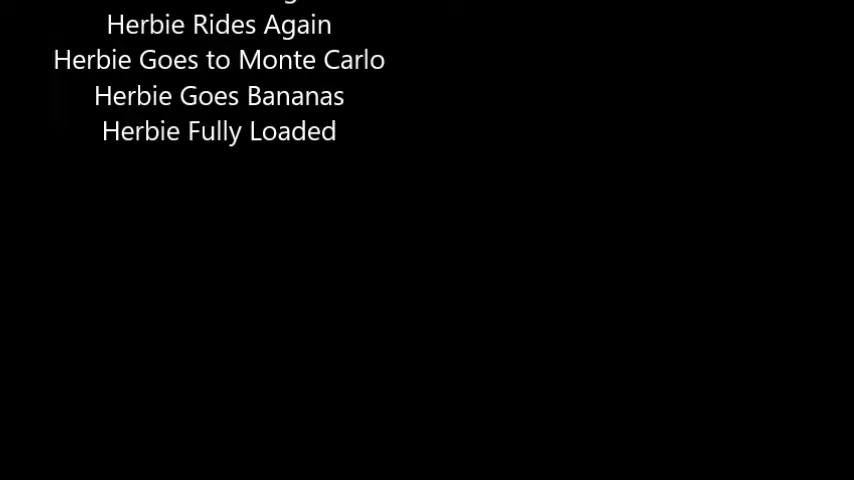 Herbie Rides Again
Herbie Goes to Monte Carlo
Herbie Goes Bananas
Herbie Fully Loaded